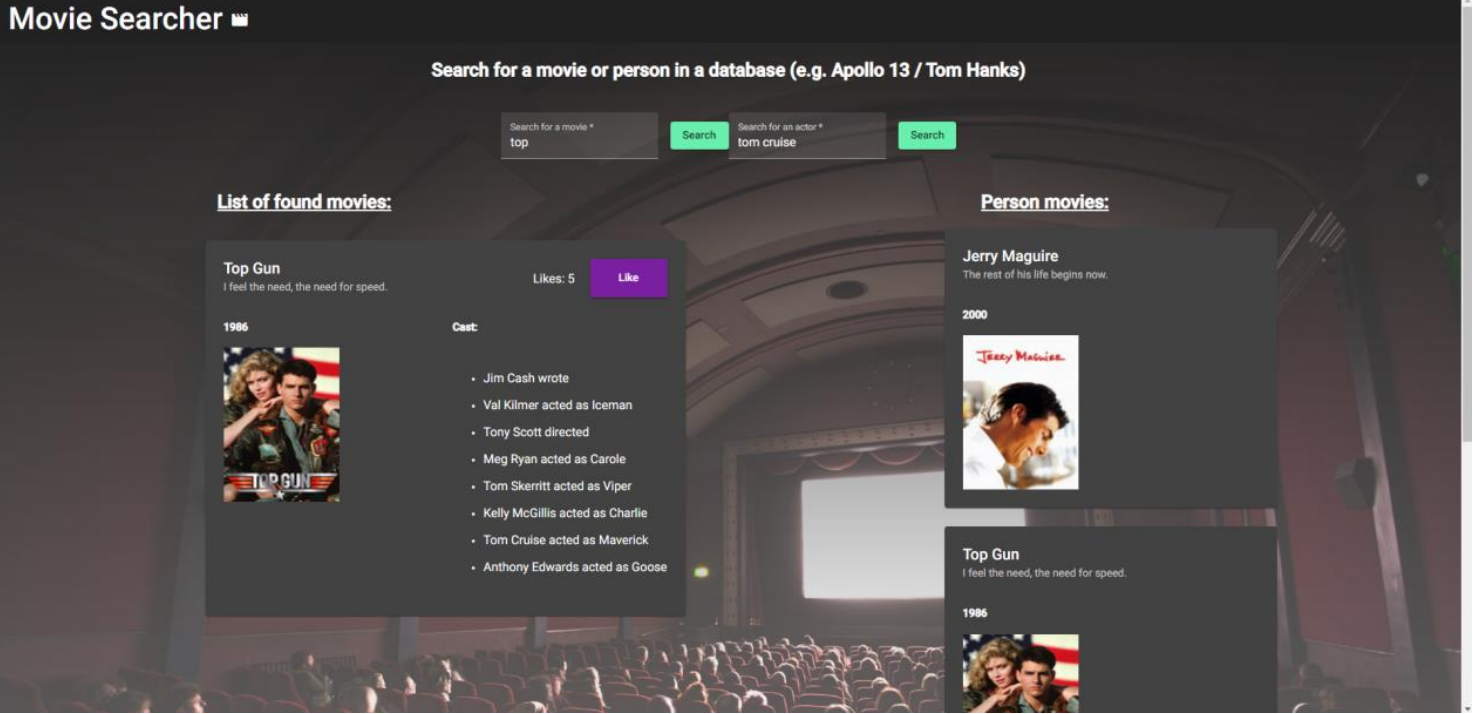 Movie Searcher
Search for a movie or person in a database (e.g. Apollo 13 / Tom Hanks)
Search for a movie *
top
Search
Search for an actor *
tom cruise
Search
List of found movies:
Top Gun
I feel the need, the need for speed.
Likes: 5
Like
1986
Cast:
TOP GUN
• Jim Cash wrote
• Val Kilmer acted as Iceman
• Tony Scott directed
• Meg Ryan acted as Carole
• Tom Skerritt acted as Viper
• Kelly McGillis acted as Charlie
• Tom Cruise acted as Maverick
• Anthony Edwards acted as Goose
Person movies:
Jerry Maguire
The rest of his life begins now.
2000
Jerry Maguire
Top Gun
I feel the need, the need for speed.
1986